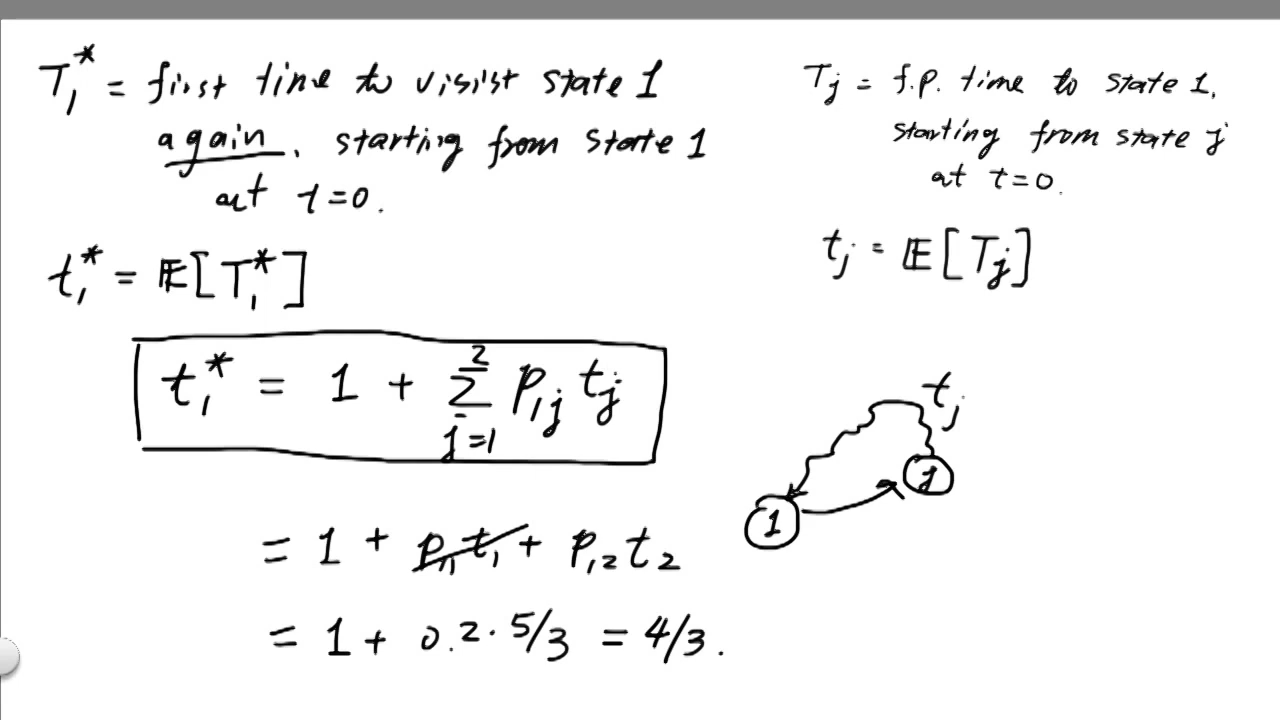 T₁* = first time to visist state 1
again, starting from state 1
at t=0.
t₁* = 𝔼[T₁*]
Tj = f.p. time to state 1,
starting from state j
at t=0.
tj = 𝔼[Tj]
t₁* = 1 + Σ_{j=1}^{2} p₁j tj
= 1 + p₁₁t₁ + p₁₂t₂
= 1 + 0.2·5/3 = 4/3.
tj
j
1